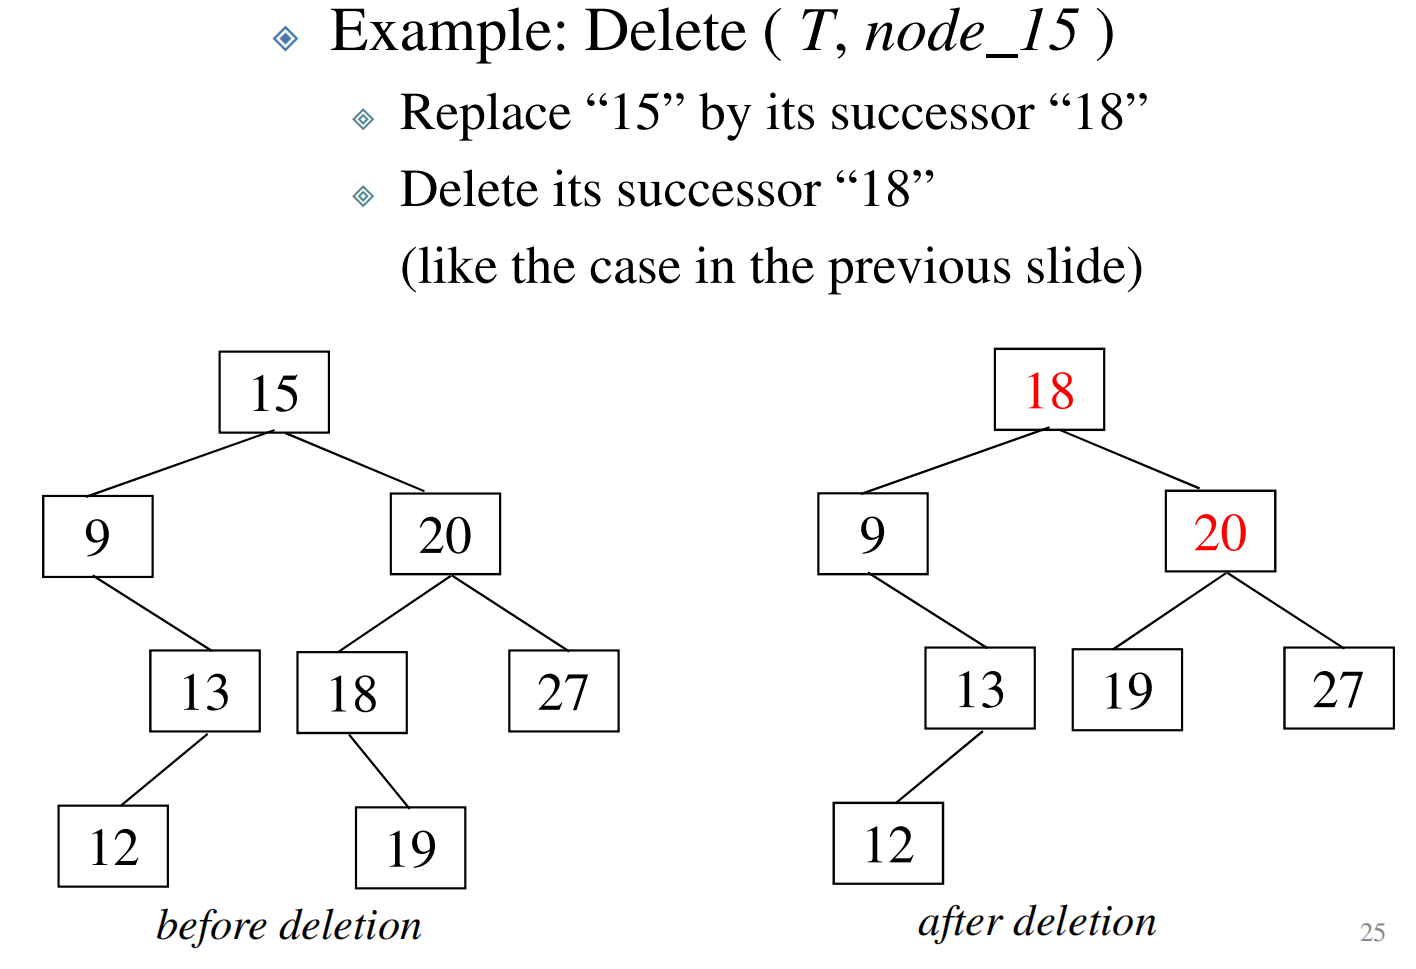 Example: Delete ( T, node_15 )
Replace “15” by its successor “18”
Delete its successor “18”
(like the case in the previous slide)
15
9
20
13
18
27
12
19
before deletion
18
9
20
13
19
27
12
after deletion
25